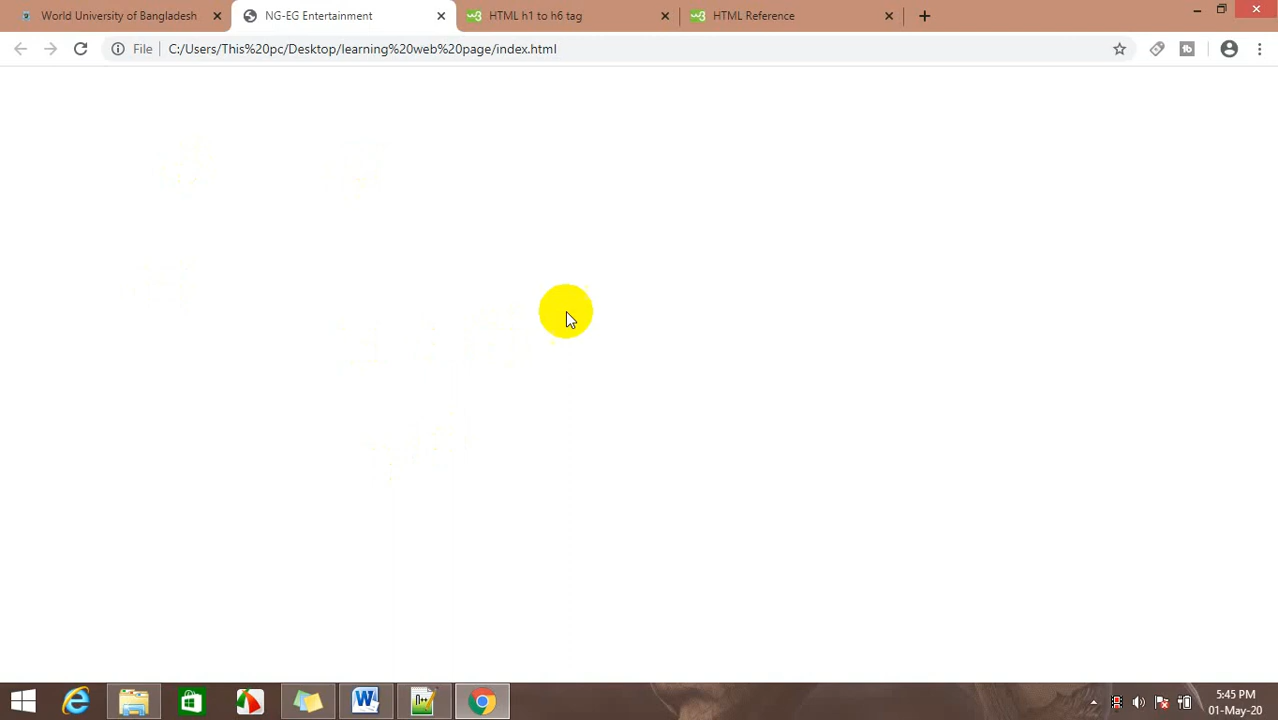 World University of Bangladesh
NG-EG Entertainment
HTML h1 to h6 tag
HTML Reference
File
C:/Users/This%20pc/Desktop/learning%20web%20page/index.html
5:45 PM
01-May-20